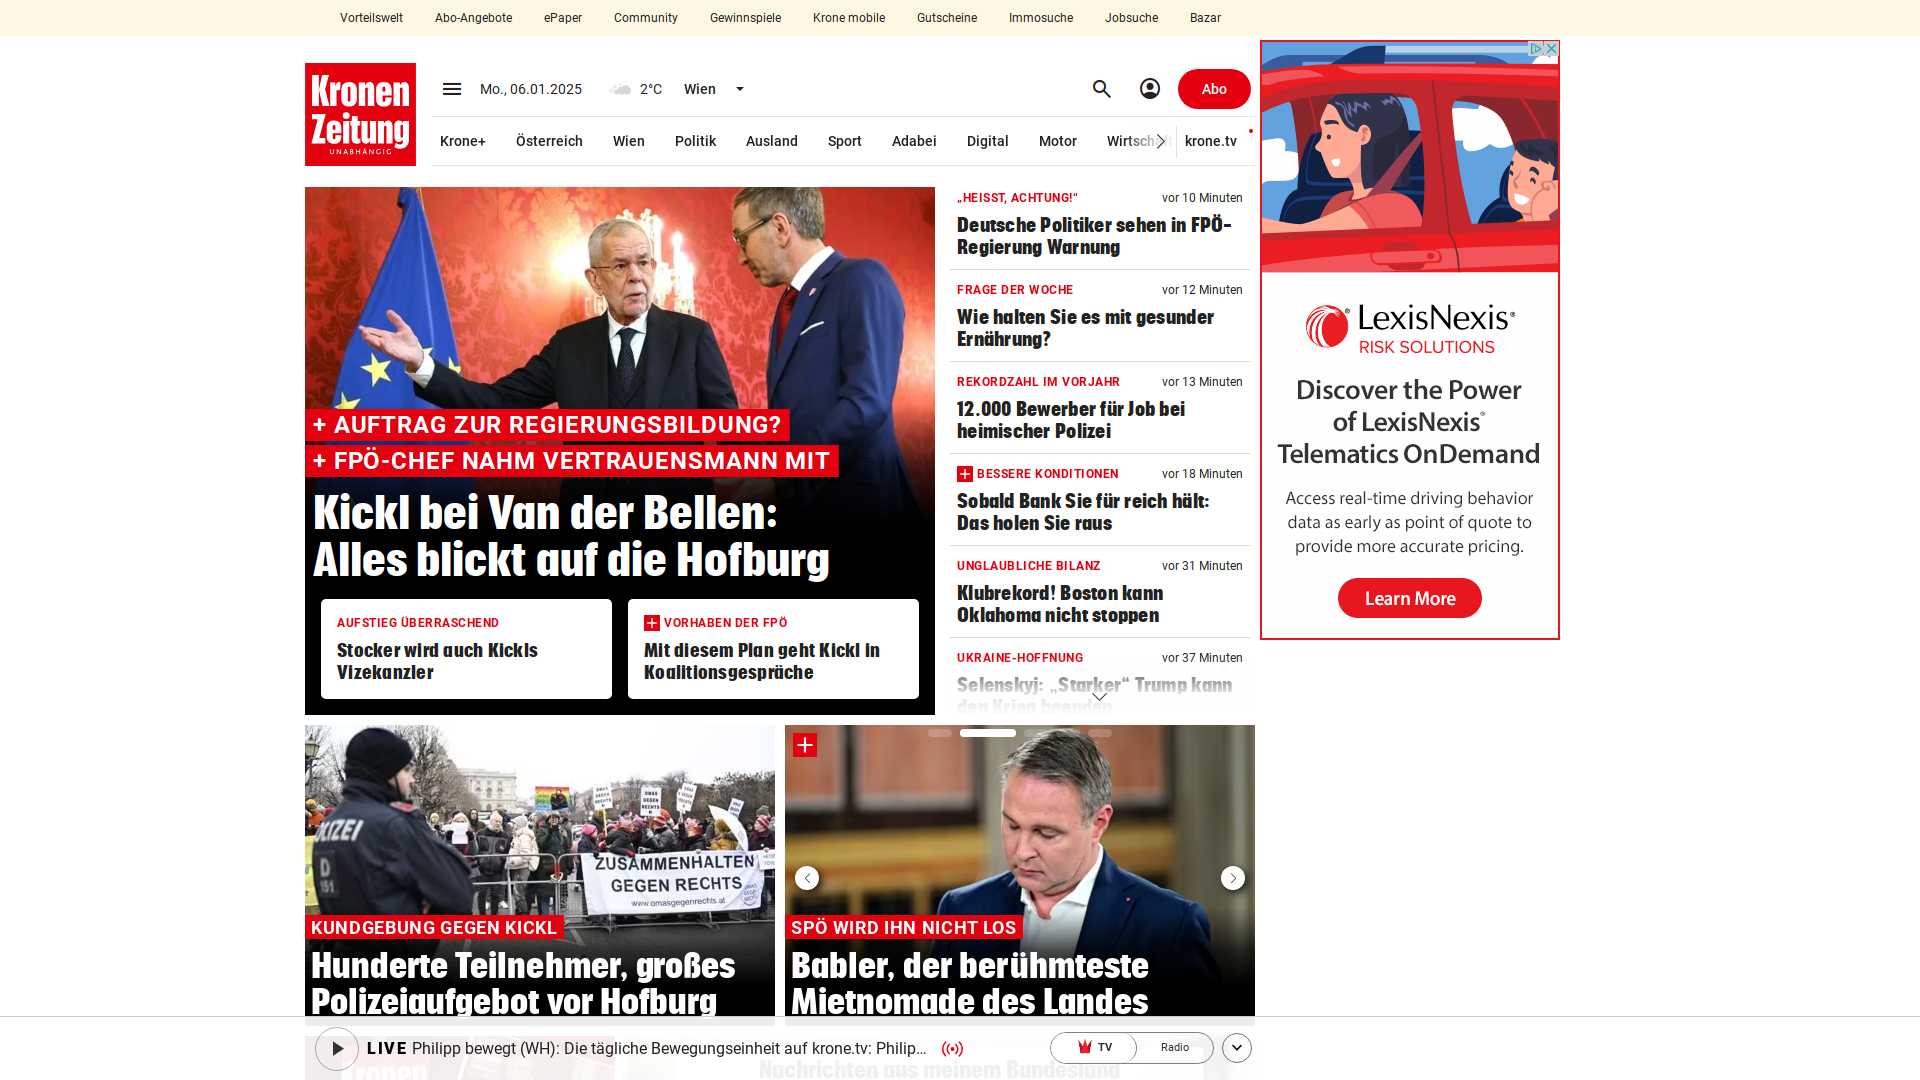 Vorteilswelt Abo-Angebote ePaper Community Gewinnspiele Krone mobile Gutscheine Immosuche Jobsuche Bazar
Kronen
Zeitung
UNABHÄNGIG
Mo., 06.01.2025 2°C Wien
Abo
Krone+ Österreich Wien Politik Ausland Sport Adabei Digital Motor Wirtschaft krone.tv
+ AUFTRAG ZUR REGIERUNGSBILDUNG?
+ FPÖ-CHEF NAHM VERTRAUENSMANN MIT
Kickl bei Van der Bellen:
Alles blickt auf die Hofburg
AUFSTIEG ÜBERRASCHEND
Stocker wird auch Kickls
Vizekanzler
VORHABEN DER FPÖ
Mit diesem Plan geht Kickl in
Koalitionsgespräche
„HEISST, ACHTUNG!“ vor 10 Minuten
Deutsche Politiker sehen in FPÖ-
Regierung Warnung
FRAGE DER WOCHE vor 12 Minuten
Wie halten Sie es mit gesunder
Ernährung?
REKORDZAHL IM VORJAHR vor 13 Minuten
12.000 Bewerber für Job bei
heimischer Polizei
BESSERE KONDITIONEN vor 18 Minuten
Sobald Bank Sie für reich hält:
Das holen Sie raus
UNGLAUBLICHE BILANZ vor 31 Minuten
Klubrekord! Boston kann
Oklahoma nicht stoppen
UKRAINE-HOFFNUNG vor 37 Minuten
Selenskyj: „Starker“ Trump kann
den Krieg beenden
LexisNexis®
RISK SOLUTIONS
Discover the Power
of LexisNexis®
Telematics OnDemand
Access real-time driving behavior
data as early as point of quote to
provide more accurate pricing.
Learn More
POLIZEI
D
151
OMAS
GEGEN
RECHTS
ZUSAMMENHALTEN
GEGEN RECHTS
www.omasgegenrechts.at
KUNDGEBUNG GEGEN KICKL
Hunderte Teilnehmer, großes
Polizeiaufgebot vor Hofburg
SPÖ WIRD IHN NICHT LOS
Babler, der berühmteste
Mietnomade des Landes
LIVE Philipp bewegt (WH): Die tägliche Bewegungseinheit auf krone.tv: Philip...
TV Radio
Kronen
Nachrichten aus meinem Bundesland